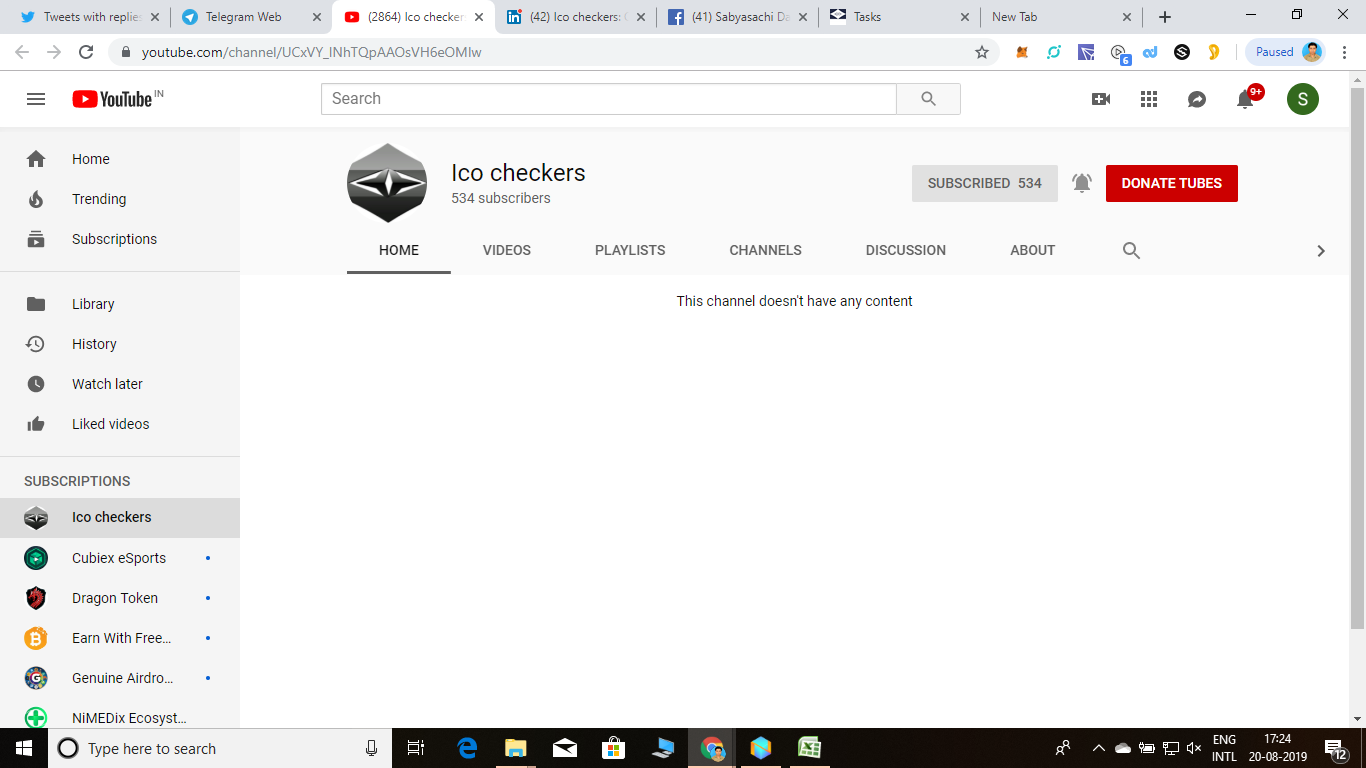 Tweets with replies
Telegram Web
(2864) Ico checkers
(42) Ico checkers: 
(41) Sabyasachi Da
Tasks
New Tab
youtube.com/channel/UCxVY_INhTQpAAOsVH6eOMIw
6
Paused
YouTube IN
Search
9+
S
Home
Trending
Subscriptions
Library
History
Watch later
Liked videos
SUBSCRIPTIONS
Ico checkers
Cubiex eSports
Dragon Token
Earn With Free...
Genuine Airdro...
NiMEDix Ecosyst...
Ico checkers
534 subscribers
SUBSCRIBED 534
DONATE TUBES
HOME VIDEOS PLAYLISTS CHANNELS DISCUSSION ABOUT
This channel doesn't have any content
Type here to search
ENG
INTL
17:24
20-08-2019
12